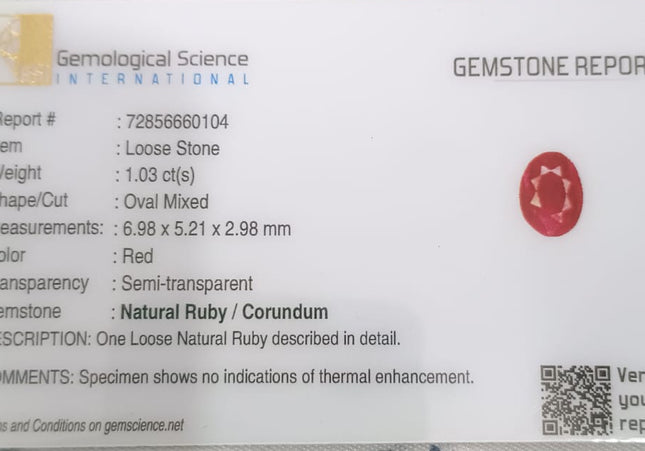 Gemological Science
INTERNATIONAL
GEMSTONE REPOR
Report # : 72856660104
em : Loose Stone
Weight : 1.03 ct(s)
hape/Cut : Oval Mixed
easurements: : 6.98 x 5.21 x 2.98 mm
olor : Red
ansparency : Semi-transparent
emstone : Natural Ruby / Corundum
ESCRIPTION: One Loose Natural Ruby described in detail.
OMMENTS: Specimen shows no indications of thermal enhancement.
Ver
you
rep
ns and Conditions on gemscience.net